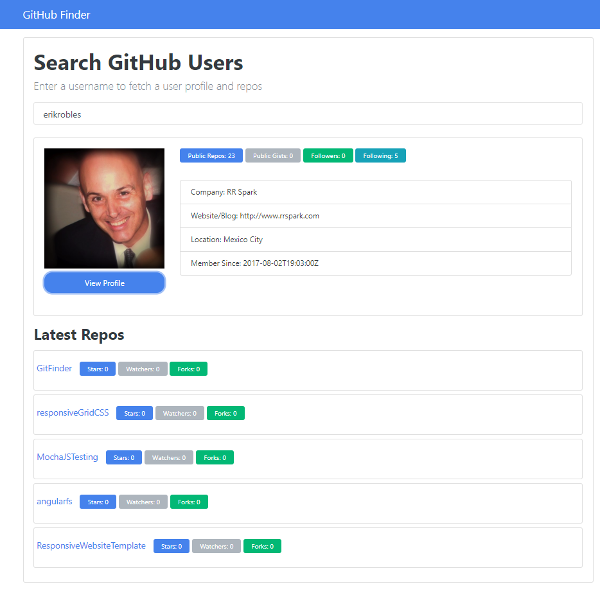 GitHub Finder
Search GitHub Users
Enter a username to fetch a user profile and repos
erikrobles
Public Repos: 23 Public Gists: 0 Followers: 0 Following: 5
Company: RR Spark
Website/Blog: http://www.rrspark.com
Location: Mexico City
Member Since: 2017-08-02T19:03:00Z
View Profile
Latest Repos
GitFinder Stars: 0 Watchers: 0 Forks: 0
responsiveGridCSS Stars: 0 Watchers: 0 Forks: 0
MochaJSTesting Stars: 0 Watchers: 0 Forks: 0
angularfs Stars: 0 Watchers: 0 Forks: 0
ResponsiveWebsiteTemplate Stars: 0 Watchers: 0 Forks: 0